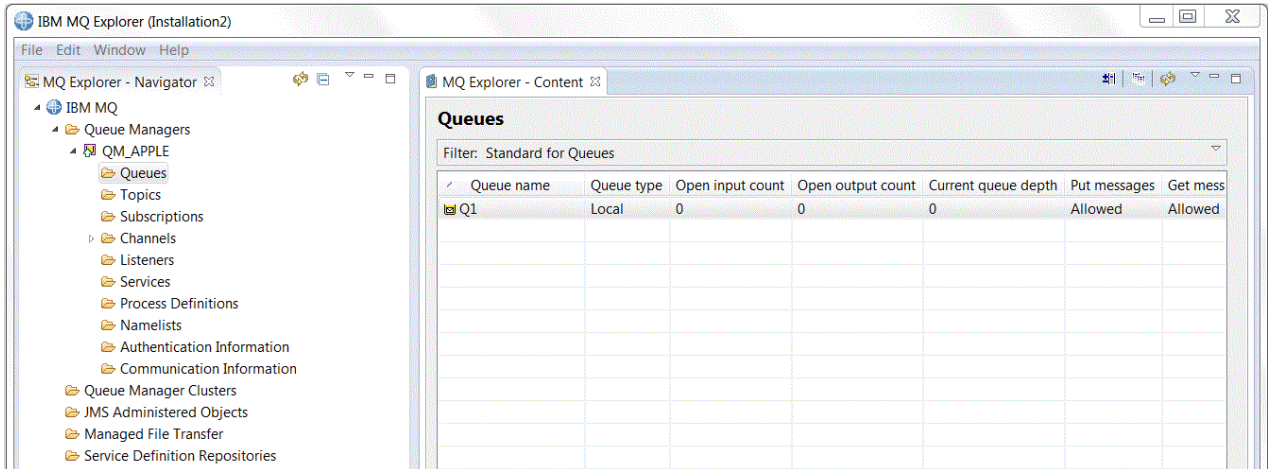 IBM MQ Explorer (Installation2)
File Edit Window Help
MQ Explorer - Navigator
IBM MQ
Queue Managers
QM_APPLE
Queues
Topics
Subscriptions
Channels
Listeners
Services
Process Definitions
Namelists
Authentication Information
Communication Information
Queue Manager Clusters
JMS Administered Objects
Managed File Transfer
Service Definition Repositories
MQ Explorer - Content
Queues
Filter: Standard for Queues
Queue name Queue type Open input count Open output count Current queue depth Put messages Get mess
Q1 Local 0 0 0 Allowed Allowed